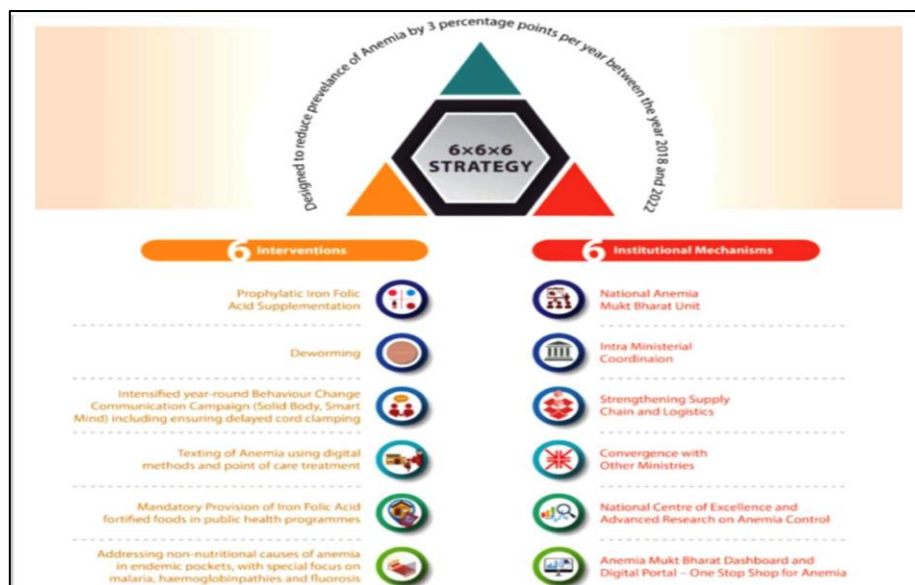 Designed to reduce prevelance of Anemia by 3 percentage points per year between the year 2018 and 2022
6×6×6
STRATEGY
6 Interventions
Prophylatic Iron Folic
Acid Supplementation
Deworming
Intensified year-round Behaviour Change
Communication Campaign (Solid Body, Smart
Mind) including ensuring delayed cord clamping
Texting of Anemia using digital
methods and point of care treatment
Mandatory Provision of Iron Folic Acid
fortified foods in public health programmes
Addressing non-nutritional causes of anemia
in endemic pockets, with special focus on
malaria, haemoglobinpathies and fluorosis
6 Institutional Mechanisms
National Anemia
Mukt Bharat Unit
Intra Ministerial
Coordinaion
Strengthening Supply
Chain and Logistics
Convergence with
Other Ministries
National Centre of Excellence and
Advanced Research on Anemia Control
Anemia Mukt Bharat Dashboard and
Digital Portal – One Stop Shop for Anemia